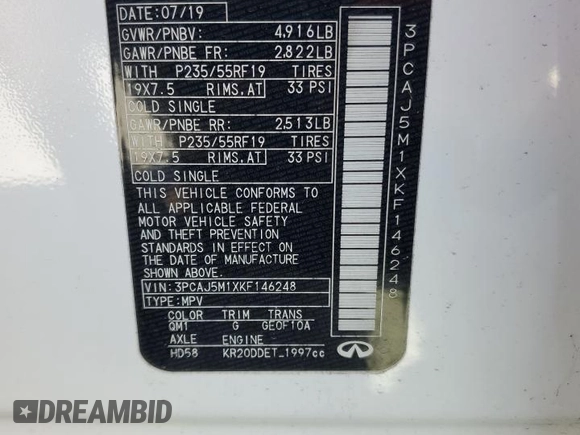 DATE: 07/19
GVWR/PNBV: 4,916LB
GAWR/PNBE FR: 2,822LB
WITH P235/55RF19 TIRES
19X7.5 RIMS.AT 33 PSI
COLD SINGLE
GAWR/PNBE RR: 2,513LB
WITH P235/55RF19 TIRES
19X7.5 RIMS.AT 33 PSI
COLD SINGLE
THIS VEHICLE CONFORMS TO
ALL APPLICABLE FEDERAL
MOTOR VEHICLE SAFETY
AND THEFT PREVENTION
STANDARDS IN EFFECT ON
THE DATE OF MANUFACTURE
SHOWN ABOVE.
VIN: 3PCAJ5M1XKF146248
TYPE: MPV
COLOR TRIM TRANS
QM1 G GE0F10A
AXLE ENGINE
HD58 KR20DDET_1997cc
3PCAJ5M1XKF146248
DREAMBID
DREAMBID.COM